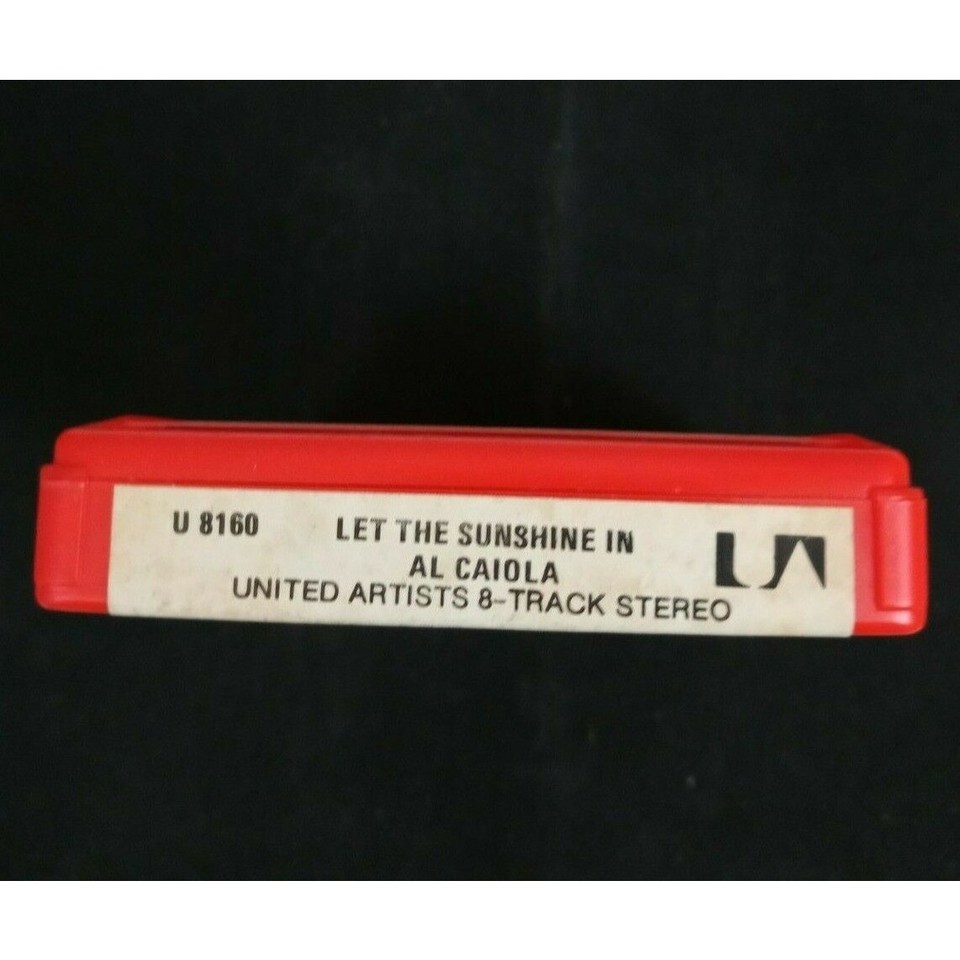 U 8160 LET THE SUNSHINE IN
AL CAIOLA
UNITED ARTISTS 8-TRACK STEREO
UA